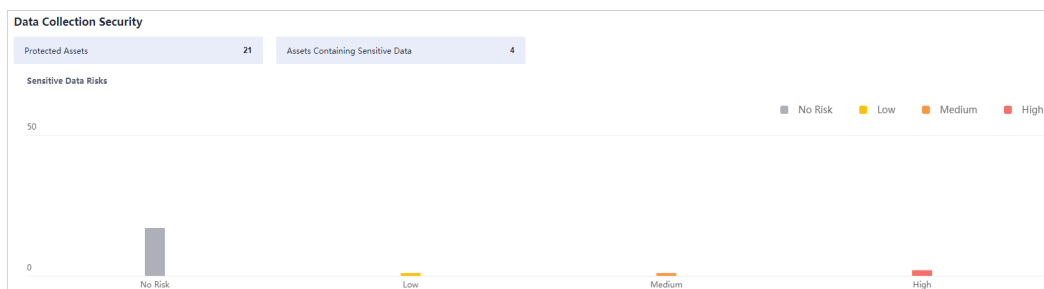 Data Collection Security
Protected Assets 21 Assets Containing Sensitive Data 4
Sensitive Data Risks
No Risk Low Medium High
50
0
No Risk Low Medium High